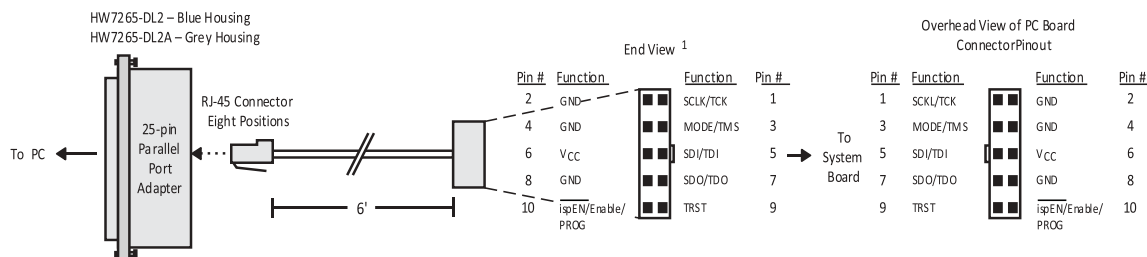 HW7265-DL2 – Blue Housing
HW7265-DL2A – Grey Housing
To PC
25-pin
Parallel
Port
Adapter
RJ-45 Connector
Eight Positions
6'
End View 1
Pin # Function Function Pin #
2 GND SCLK/TCK 1
4 GND MODE/TMS 3
6 VCC SDI/TDI 5
8 GND SDO/TDO 7
10 ispEN/Enable/ TRST 9
PROG
To
System
Board
Overhead View of PC Board
ConnectorPinout
Pin # Function Function Pin #
1 SCKL/TCK GND 2
3 MODE/TMS GND 4
5 SDI/TDI VCC 6
7 SDO/TDO GND 8
9 TRST ispEN/Enable/ 10
PROG